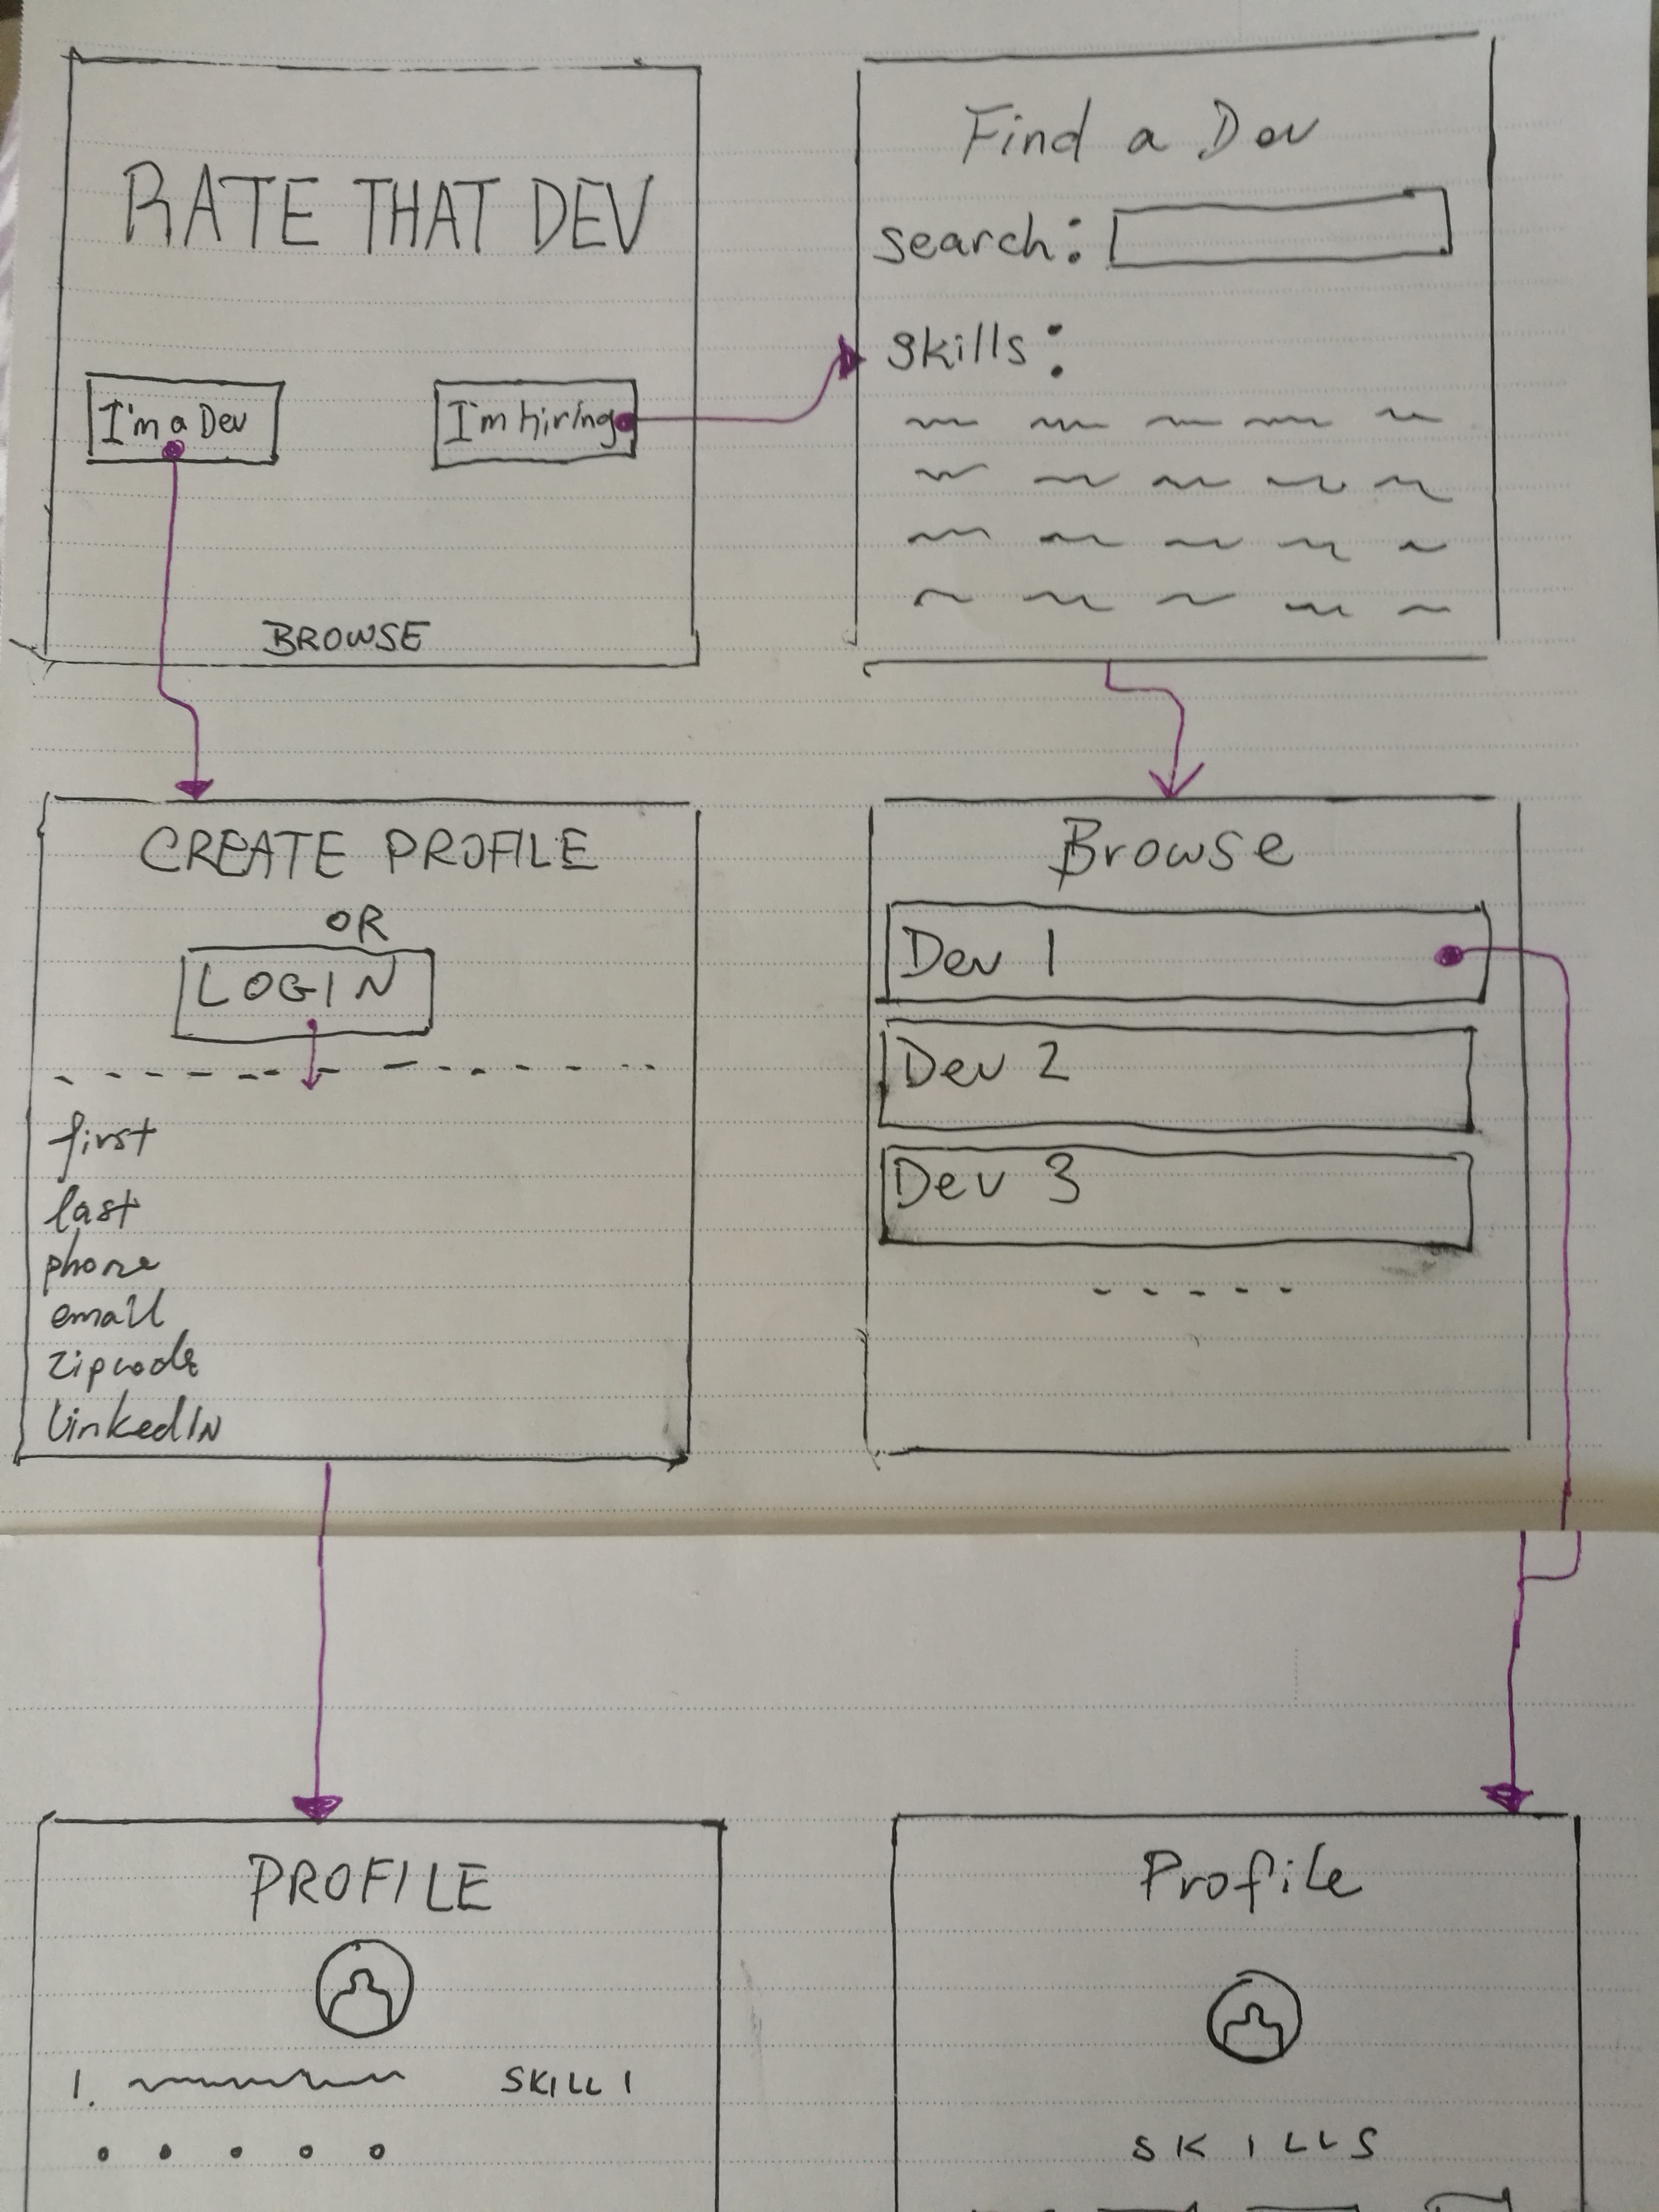 RATE THAT DEV
I'm a Dev
I'm hiring
BROWSE
Find a Dev
search:
skills:
CREATE PROFILE
OR
LOGIN
first
last
phone
email
zipcode
LinkedIN
Browse
Dev 1
Dev 2
Dev 3
PROFILE
1. SKILL 1
Profile
SKILLS